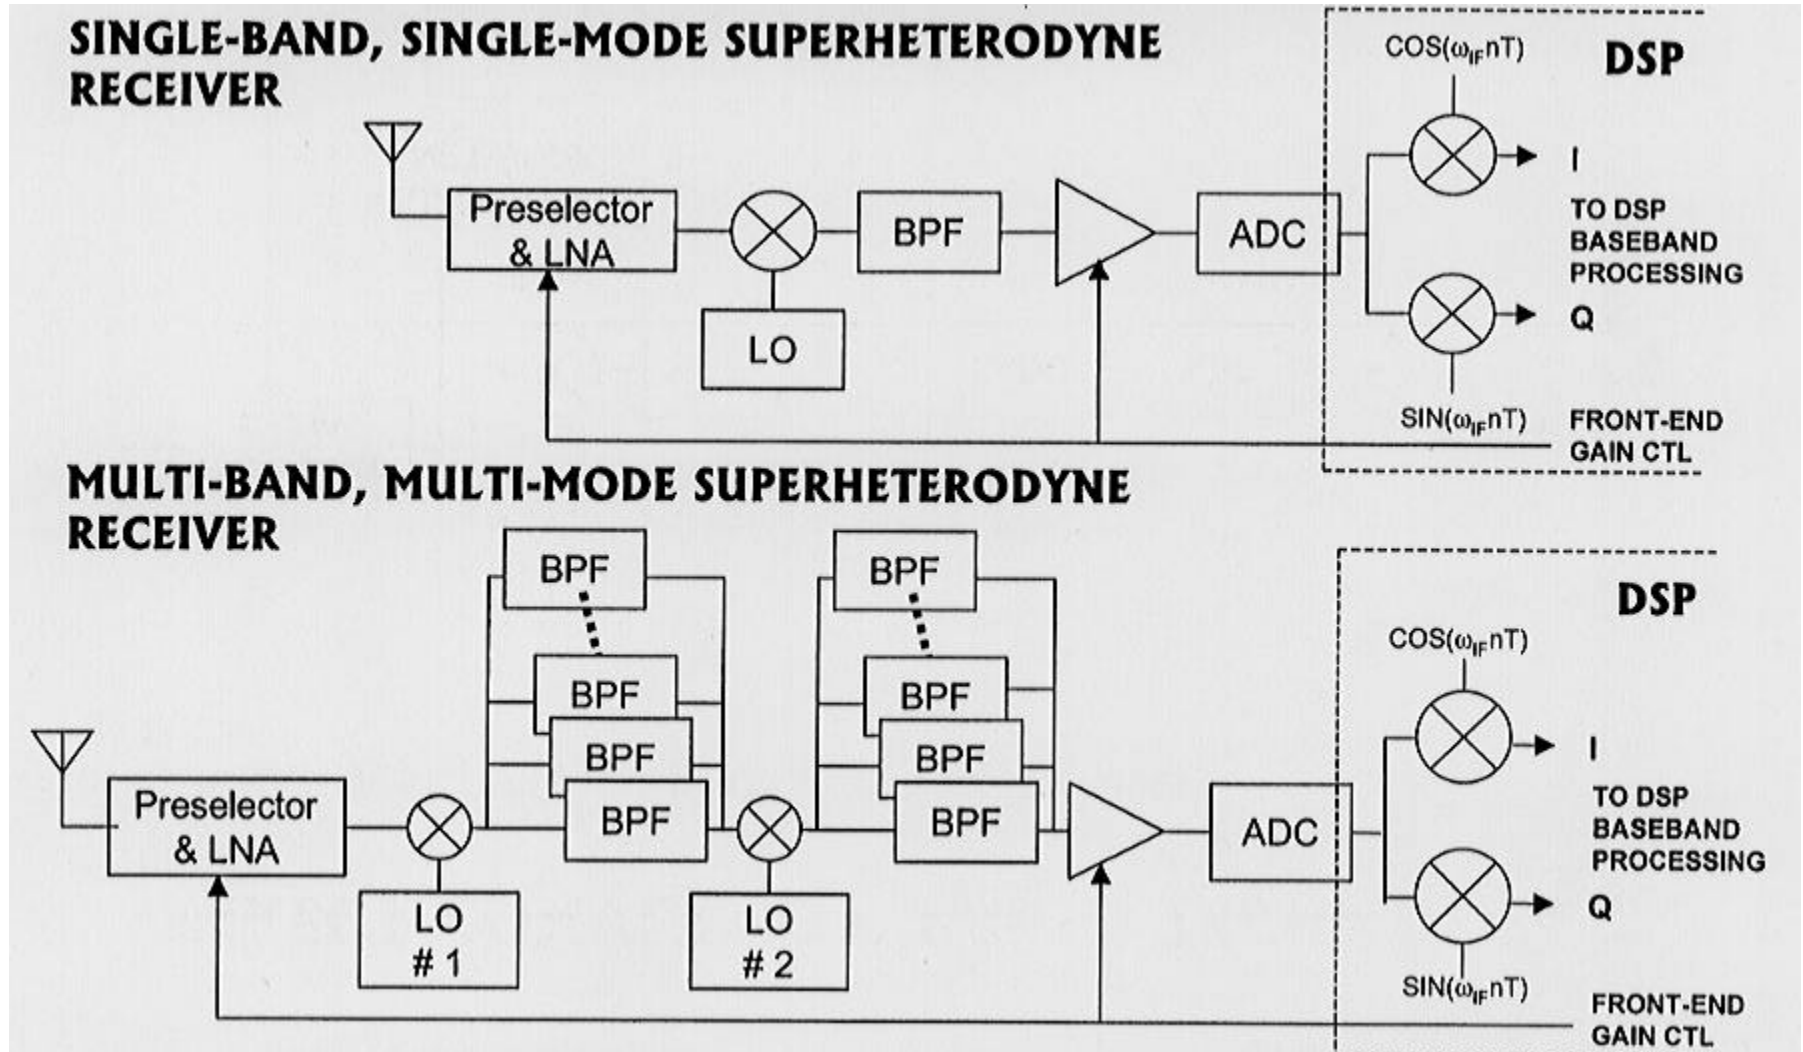 SINGLE-BAND, SINGLE-MODE SUPERHETERODYNE
RECEIVER
COS(ωIFnT)
DSP
Preselector
& LNA
BPF
ADC
I
TO DSP
BASEBAND
PROCESSING
Q
LO
SIN(ωIFnT)
FRONT-END
GAIN CTL
MULTI-BAND, MULTI-MODE SUPERHETERODYNE
RECEIVER
BPF
BPF
DSP
COS(ωIFnT)
BPF
BPF
BPF
BPF
I
Preselector
& LNA
BPF
BPF
ADC
TO DSP
BASEBAND
PROCESSING
Q
LO
# 1
LO
# 2
SIN(ωIFnT)
FRONT-END
GAIN CTL